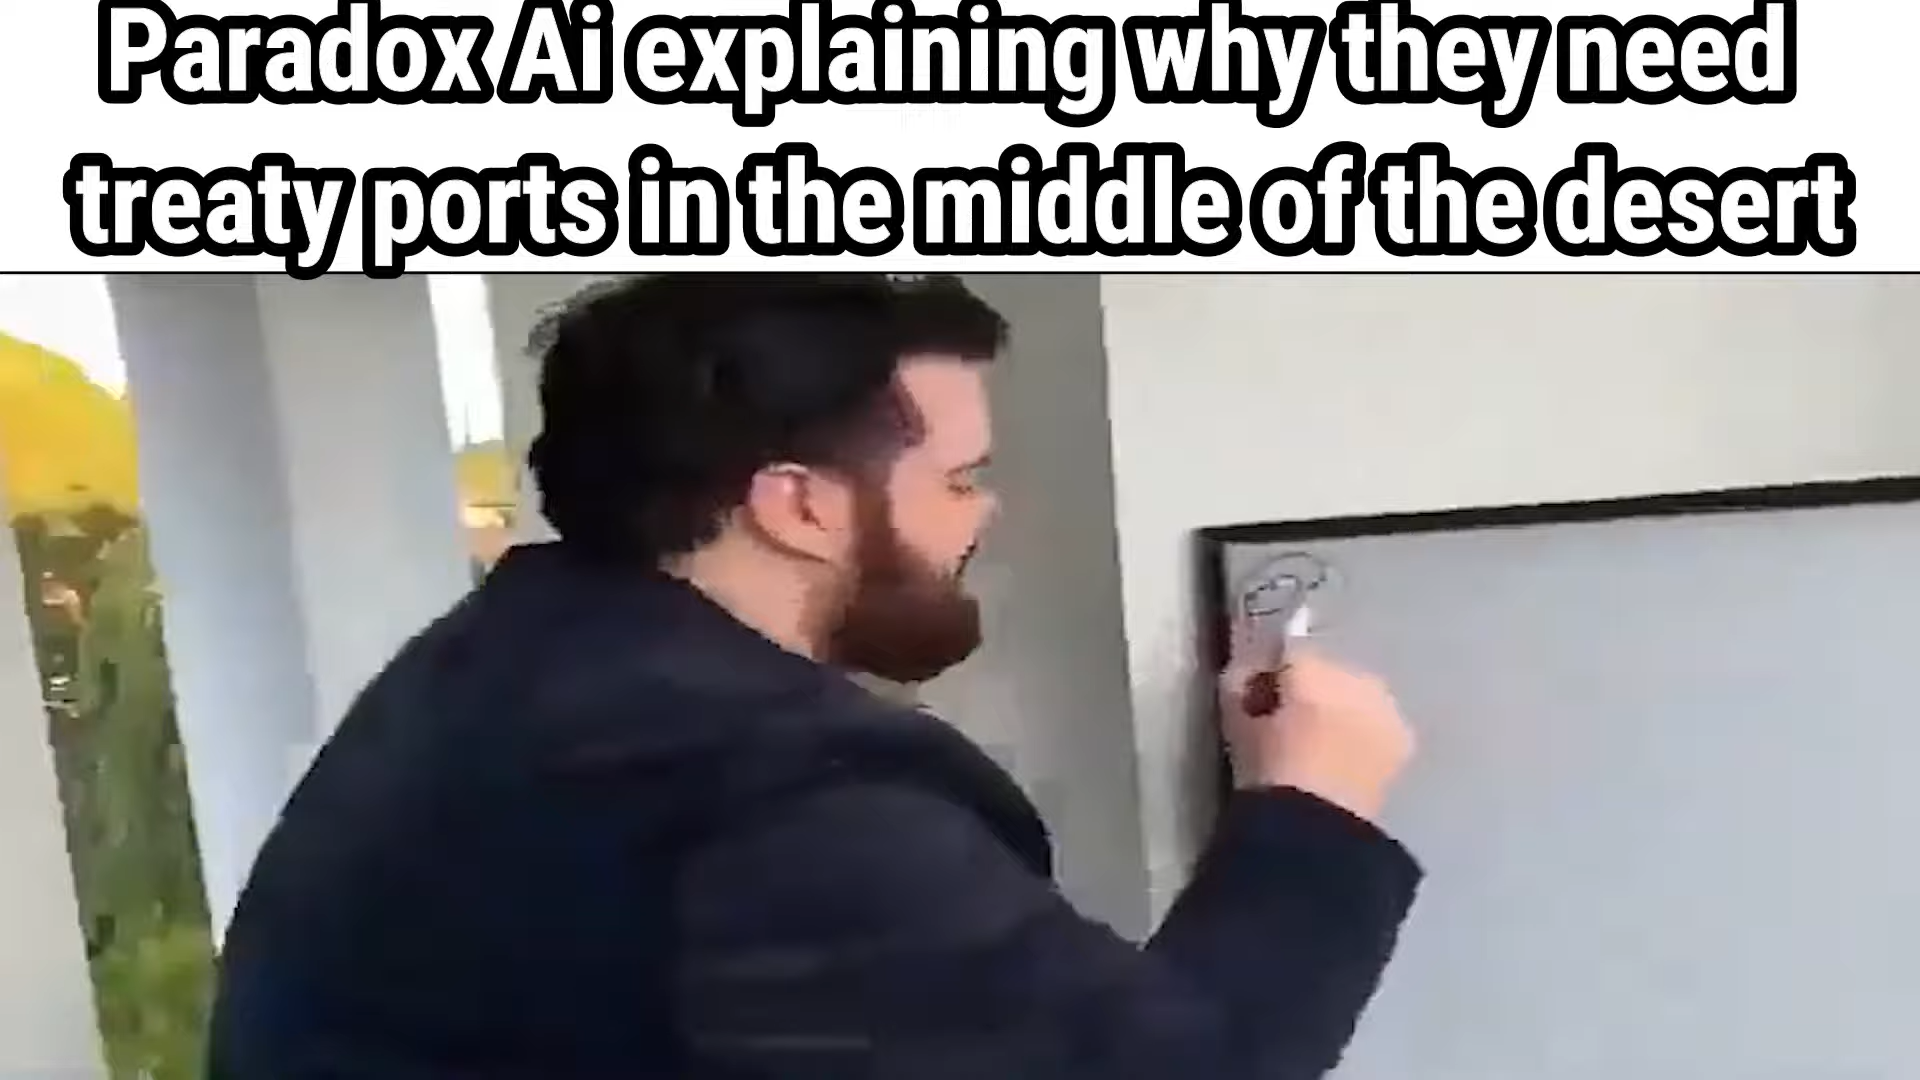 Paradox Ai explaining why they need
treaty ports in the middle of the desert